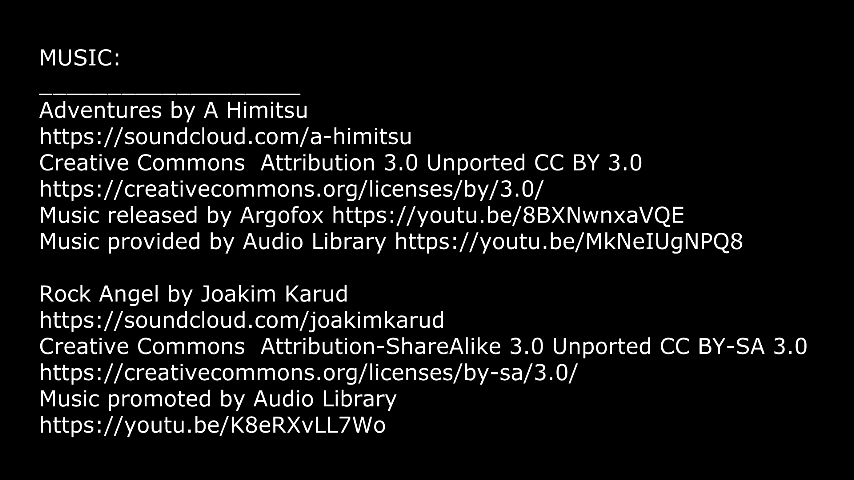 MUSIC:
___________________
Adventures by A Himitsu
https://soundcloud.com/a-himitsu
Creative Commons  Attribution 3.0 Unported CC BY 3.0
https://creativecommons.org/licenses/by/3.0/
Music released by Argofox https://youtu.be/8BXNwnxaVQE
Music provided by Audio Library https://youtu.be/MkNeIUgNPQ8

Rock Angel by Joakim Karud
https://soundcloud.com/joakimkarud
Creative Commons  Attribution-ShareAlike 3.0 Unported CC BY-SA 3.0
https://creativecommons.org/licenses/by-sa/3.0/
Music promoted by Audio Library
https://youtu.be/K8eRXvLL7Wo